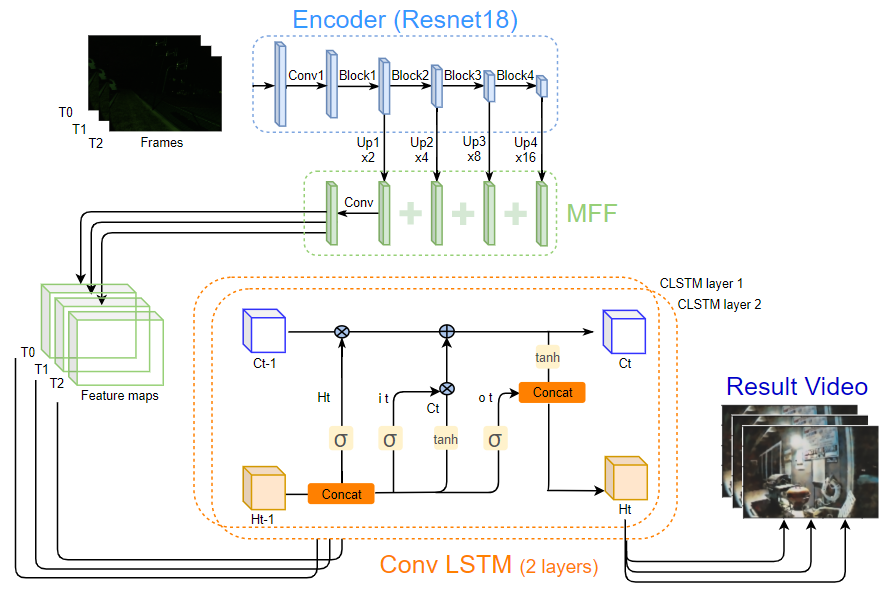 Encoder (Resnet18)
Conv1 Block1 Block2 Block3 Block4
T0
T1
T2
Frames
Up1 x2
Up2 x4
Up3 x8
Up4 x16
Conv
MFF
CLSTM layer 1
CLSTM layer 2
Ct-1
Ct
tanh
T0
T1
T2
Feature maps
Ht
i t
Ct
o t
Concat
Result Video
σ
σ
tanh
σ
Concat
Ht-1
Ht
Conv LSTM (2 layers)